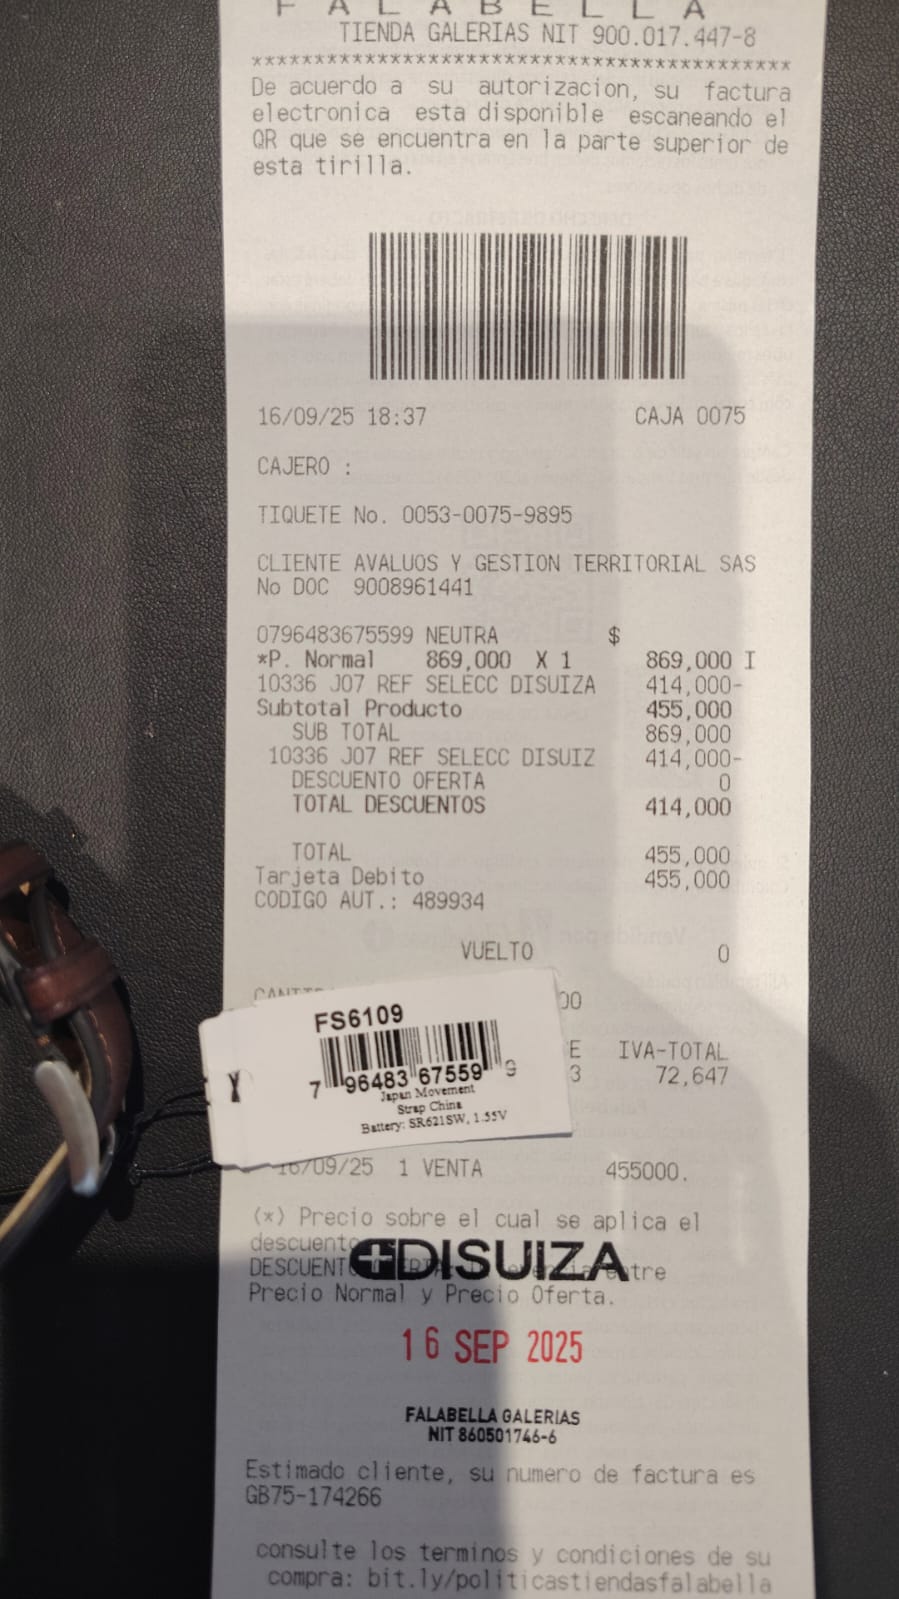 F A L A B E L L A
TIENDA GALERIAS NIT 900.017.447-8
******************************************
De acuerdo a su autorizacion, su factura
electronica esta disponible escaneando el
QR que se encuentra en la parte superior de
esta tirilla.
16/09/25 18:37 CAJA 0075
CAJERO :
TIQUETE No. 0053-0075-9895
CLIENTE AVALUOS Y GESTION TERRITORIAL SAS
No DOC 9008961441
0796483675599 NEUTRA $
*P. Normal 869,000 X 1 869,000 I
10336 J07 REF SELECC DISUIZA 414,000-
Subtotal Producto 455,000
SUB TOTAL 869,000
10336 J07 REF SELECC DISUIZ 414,000-
DESCUENTO OFERTA 0
TOTAL DESCUENTOS 414,000
TOTAL 455,000
Tarjeta Debito 455,000
CODIGO AUT.: 489934
VUELTO 0
00
FS6109
7 96483 67559 9
Japan Movement
Strap China
Battery: SR621SW, 1.55V
E IVA-TOTAL
3 72,647
16/09/25 1 VENTA 455000.
(*) Precio sobre el cual se aplica el
descuento
DISUIZA
DESCUENTO entre
Precio Normal y Precio Oferta.
16 SEP 2025
FALABELLA GALERIAS
NIT 860501746-6
Estimado cliente, su numero de factura es
GB75-174266
consulte los terminos y condiciones de su
compra: bit.ly/politicastiendasfalabella